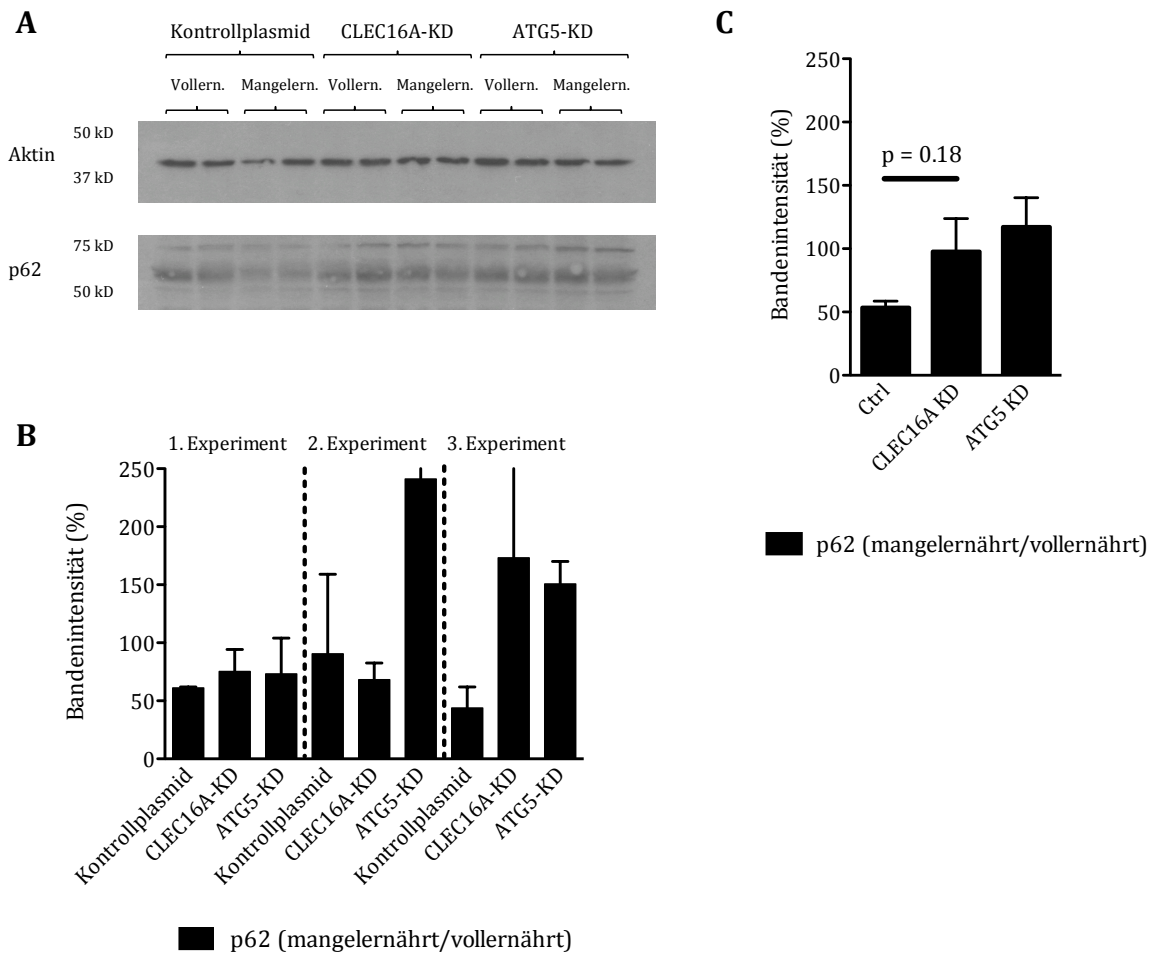 A
Kontrollplasmid CLEC16A-KD ATG5-KD
Vollern. Mangelern. Vollern. Mangelern. Vollern. Mangelern.
50 kD
Aktin
37 kD
75 kD
p62
50 kD
B
1. Experiment 2. Experiment 3. Experiment
Bandenintensität (%)
250
200
150
100
50
0
Kontrollplasmid
CLEC16A-KD
ATG5-KD
Kontrollplasmid
CLEC16A-KD
ATG5-KD
Kontrollplasmid
CLEC16A-KD
ATG5-KD
p62 (mangelernährt/vollernährt)
C
Bandenintensität (%)
250
200
150
100
50
0
p = 0.18
Ctrl
CLEC16A KD
ATG5 KD
p62 (mangelernährt/vollernährt)